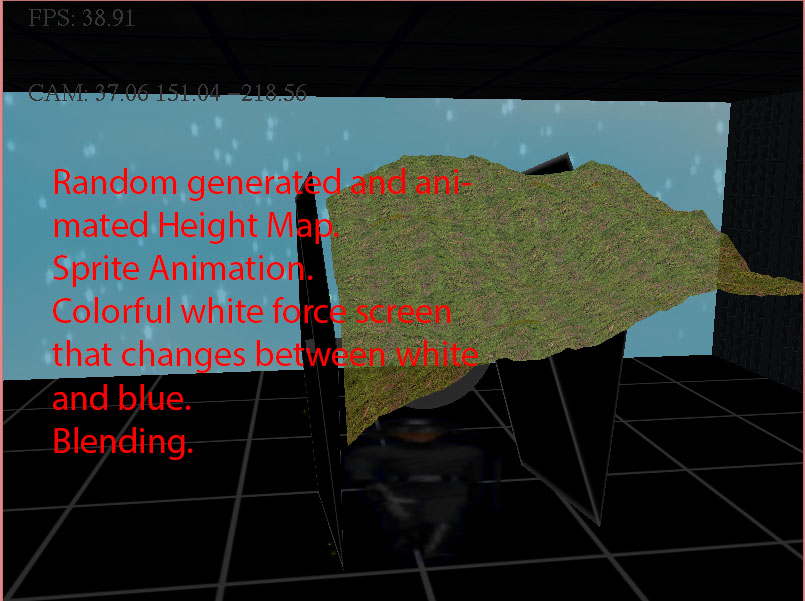 FPS: 38.91
CAM: 37.06 151.04 -218.56
Random generated and ani-
mated Height Map.
Sprite Animation.
Colorful white force screen
that changes between white
and blue.
Blending.